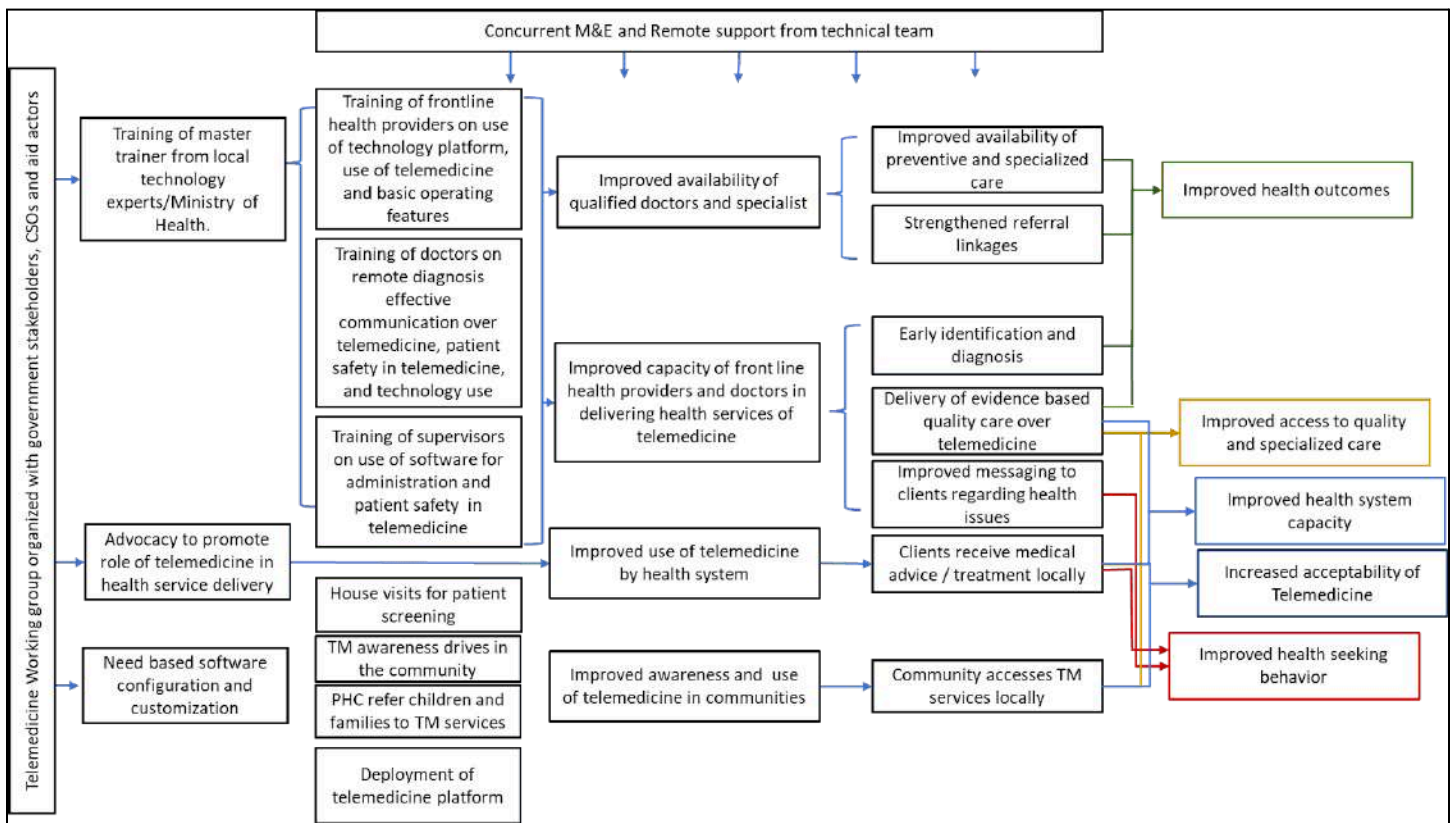 Concurrent M&E and Remote support from technical team
Telemedicine Working group organized with government stakeholders, CSOs and aid actors
Training of master
trainer from local
technology
experts/Ministry of
Health.
Advocacy to promote
role of telemedicine in
health service delivery
Need based software
configuration and
customization
Training of frontline
health providers on use
of technology platform,
use of telemedicine
and basic operating
features
Training of doctors on
remote diagnosis
effective
communication over
telemedicine, patient
safety in telemedicine,
and technology use
Training of supervisors
on use of software for
administration and
patient safety in
telemedicine
House visits for patient
screening
TM awareness drives in
the community
PHC refer children and
families to TM services
Deployment of
telemedicine platform
Improved availability of
qualified doctors and specialist
Improved capacity of front line
health providers and doctors in
delivering health services of
telemedicine
Improved use of telemedicine
by health system
Improved awareness and use
of telemedicine in communities
Improved availability of
preventive and specialized
care
Strengthened referral
linkages
Early identification and
diagnosis
Delivery of evidence based
quality care over
telemedicine
Improved messaging to
clients regarding health
issues
Clients receive medical
advice / treatment locally
Community accesses TM
services locally
Improved health outcomes
Improved access to quality
and specialized care
Improved health system
capacity
Increased acceptability of
Telemedicine
Improved health seeking
behavior